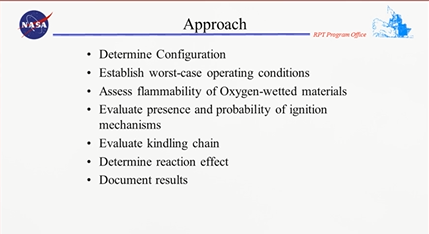 Approach
NASA
RPT Program Office
• Determine Configuration
• Establish worst-case operating conditions
• Assess flammability of Oxygen-wetted materials
• Evaluate presence and probability of ignition
mechanisms
• Evaluate kindling chain
• Determine reaction effect
• Document results